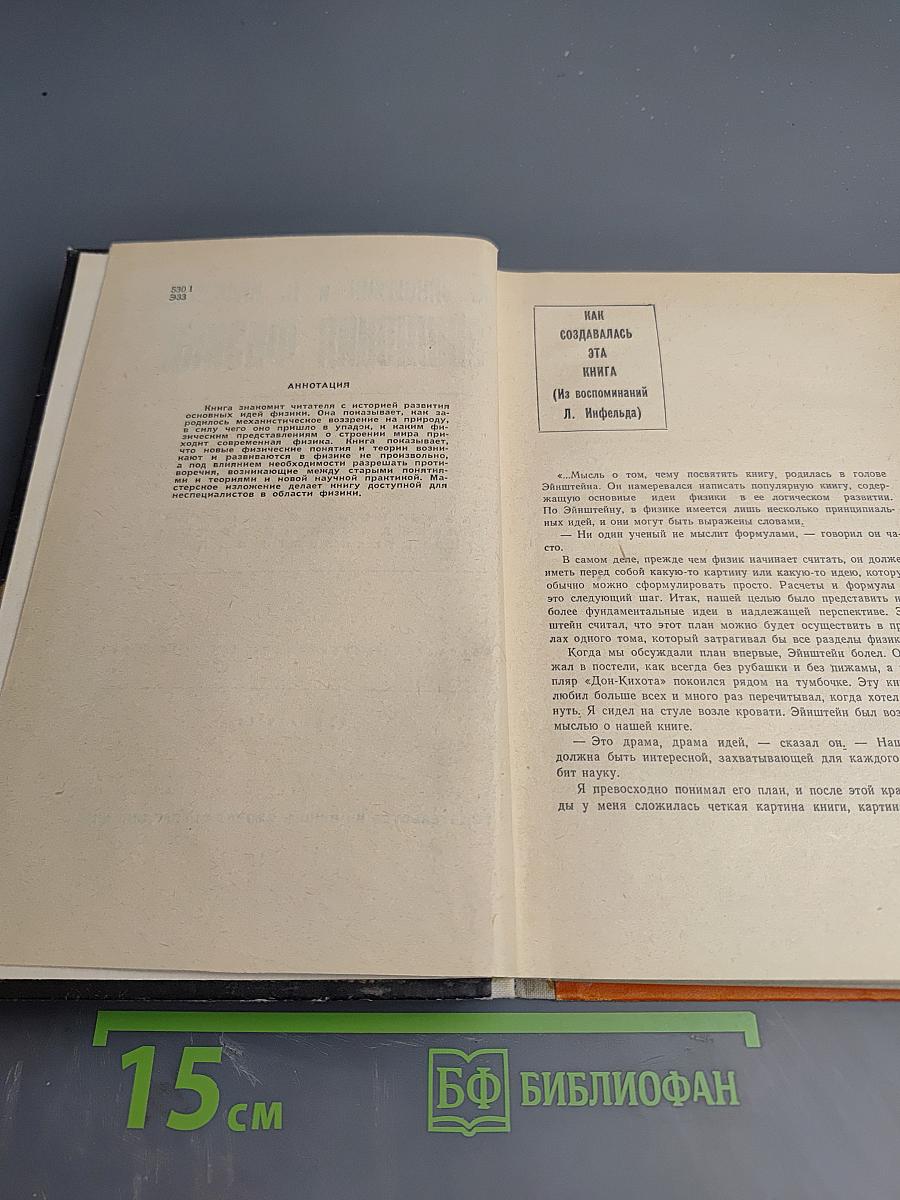 530.1
Э33
АННОТАЦИЯ
Книга знакомит читателя с историей развития
основных идей физики. Она показывает, как за-
родилось механистическое воззрение на природу,
в силу чего оно пришло в упадок, к каким фи-
зическим представлениям о строении мира при-
ходит современная физика. Книга показывает,
что новые физические понятия и теории возни-
кают и развиваются в физике не произвольно,
а под влиянием необходимости разрешать проти-
воречия, возникающие между старыми понятия-
ми и теориями и новой научной практикой. Ма-
стерское изложение делает книгу доступной для
неспециалистов в области физики.
КАК
СОЗДАВАЛАСЬ
ЭТА
КНИГА
(Из воспоминаний
Л. Инфельда)
«...Мысль о том, чему посвятить книгу, родилась в голове
Эйнштейна. Он намеревался написать популярную книгу, содер-
жащую основные идеи физики в ее логическом развитии.
По Эйнштейну, в физике имеется лишь несколько принципиаль-
ных идей, и они могут быть выражены словами.
— Ни один ученый не мыслит формулами, — говорил он ча-
сто.
В самом деле, прежде чем физик начинает считать, он долже
иметь перед собой какую-то картину или какую-то идею, котору
обычно можно сформулировать просто. Расчеты и формулы
это следующий шаг. Итак, нашей целью было представить н
более фундаментальные идеи в надлежащей перспективе. Э
штейн считал, что этот план можно будет осуществить в пр
лах одного тома, который затрагивал бы все разделы физик
Когда мы обсуждали план впервые, Эйнштейн болел. О
жал в постели, как всегда без рубашки и без пижамы, а
пляр «Дон-Кихота» покоился рядом на тумбочке. Эту кн
любил больше всех и много раз перечитывал, когда хотел
нуть. Я сидел на стуле возле кровати. Эйнштейн был воз
мыслью о нашей книге.
— Это драма, драма идей, — сказал он. — Наш
должна быть интересной, захватывающей для каждого
бит науку.
Я превосходно понимал его план, и после этой кра
ды у меня сложилась четкая картина книги, картин
15 см
БФ БИБЛИОФАН